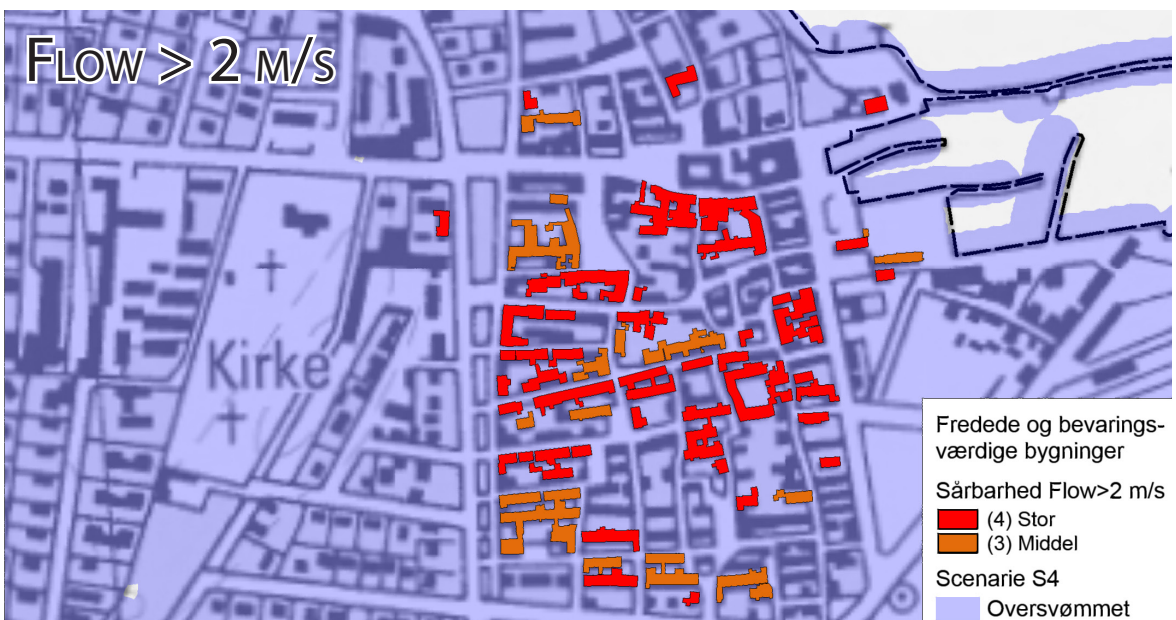 FLOW > 2 M/S
Kirke
Fredede og bevarings-
værdige bygninger
Sårbarhed Flow>2 m/s
(4) Stor
(3) Middel
Scenarie S4
Oversvømmet